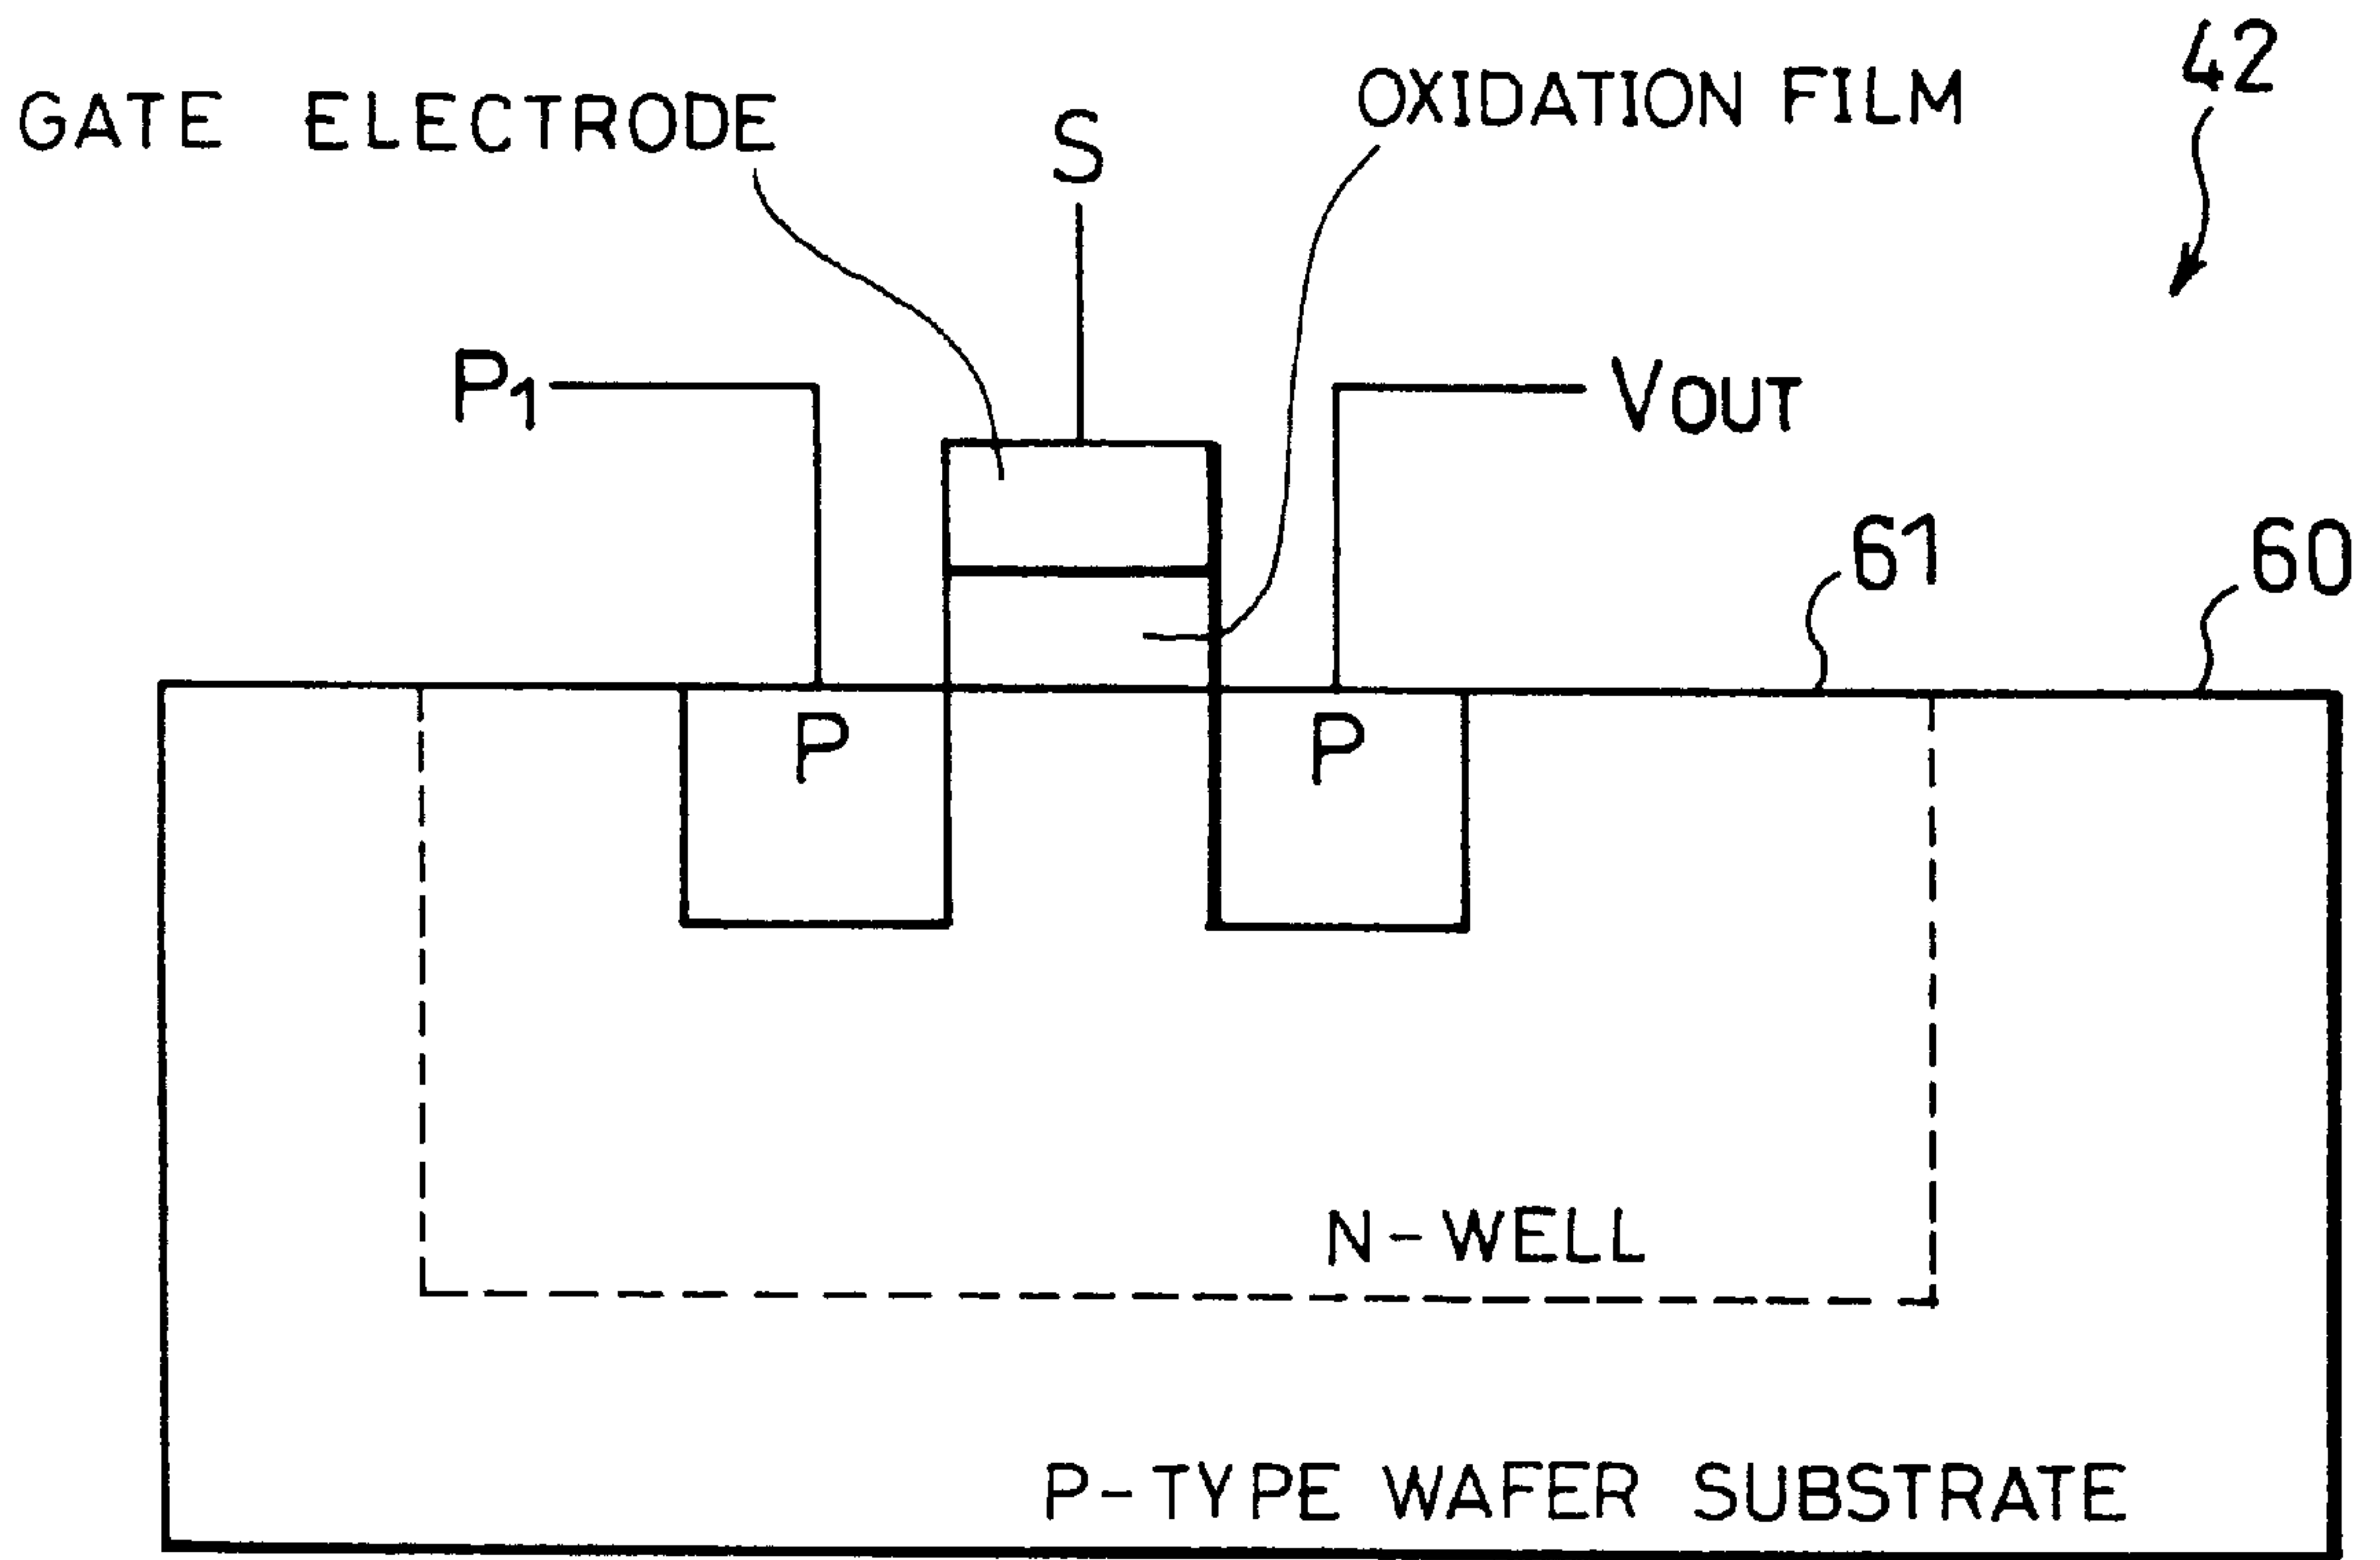 42
GATE ELECTRODE
OXIDATION FILM
S
P1
VOUT
61
60
P
P
N-WELL
P-TYPE WAFER SUBSTRATE